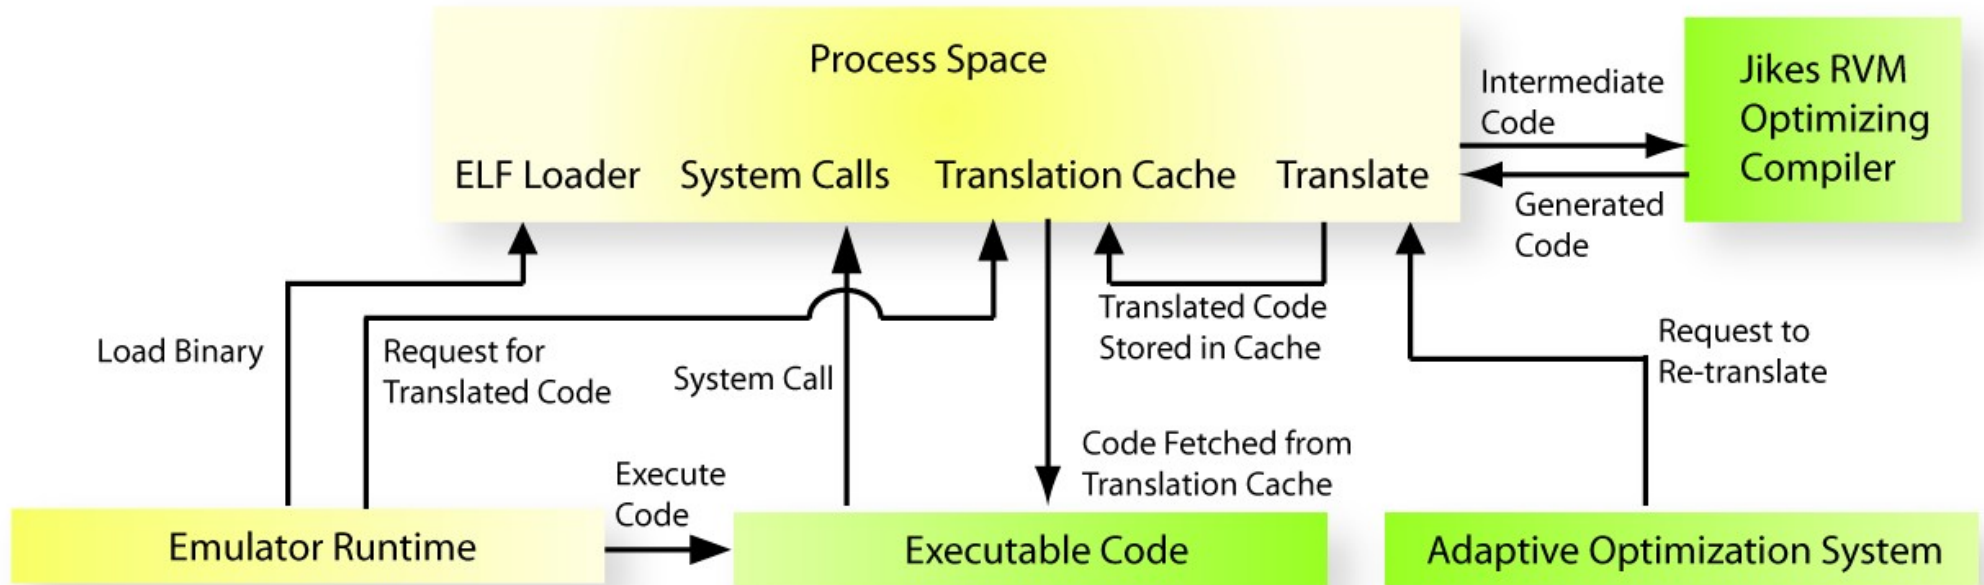 Process Space
ELF Loader
System Calls
Translation Cache
Translate
Intermediate
Code
Jikes RVM
Optimizing
Compiler
Generated
Code
Load Binary
Request for
Translated Code
System Call
Translated Code
Stored in Cache
Request to
Re-translate
Code Fetched from
Translation Cache
Execute
Code
Emulator Runtime
Executable Code
Adaptive Optimization System